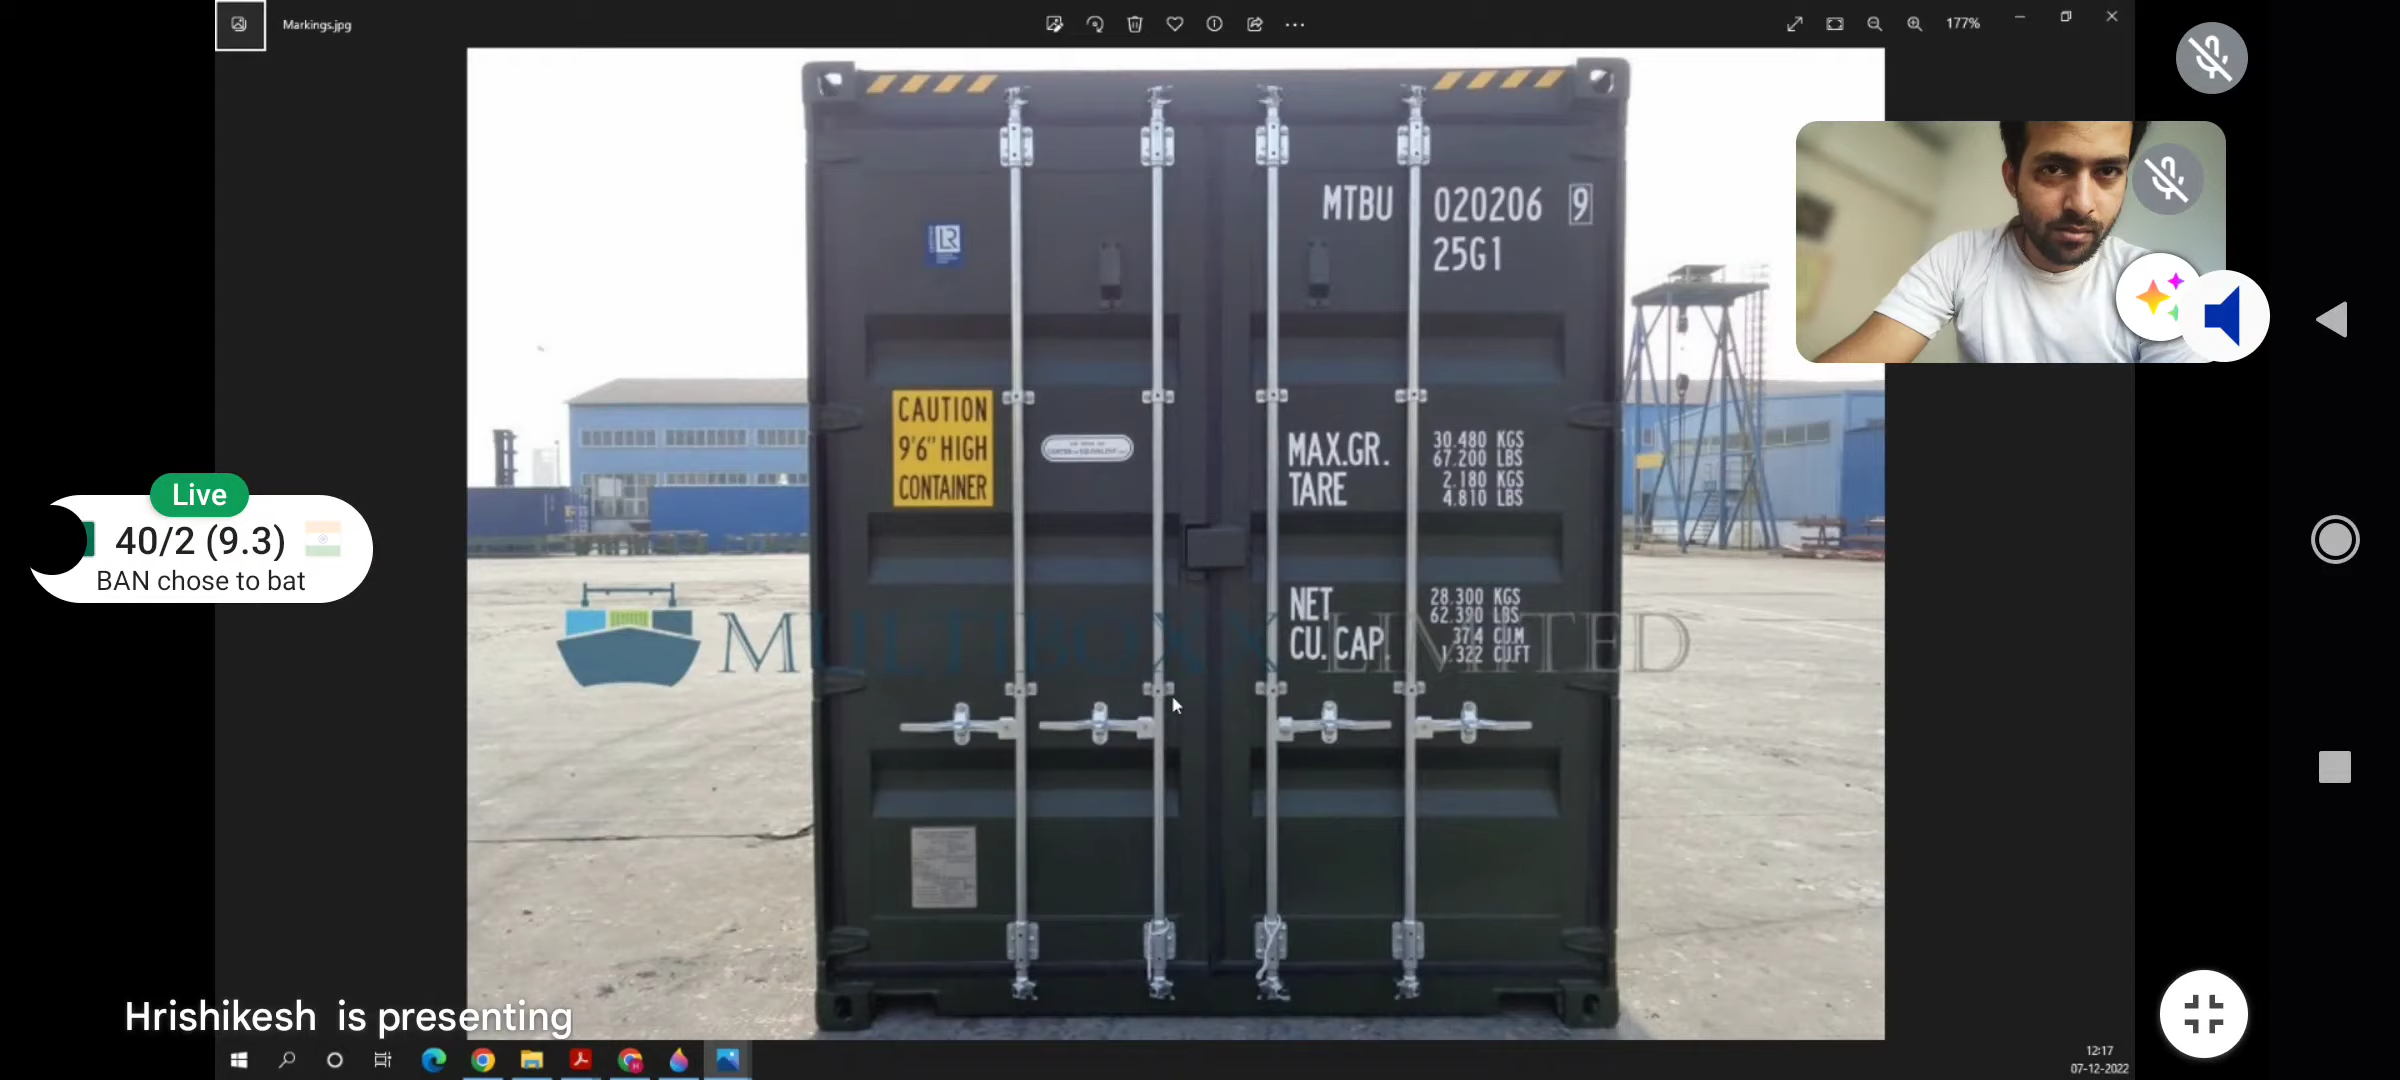 Markings.jpg
177%
MTBU 020206 9
25G1
LR
CAUTION
9'6" HIGH
CONTAINER
MAX.GR. 30.480 KGS
67.200 LBS
TARE 2.180 KGS
4.810 LBS
NET 28.300 KGS
62.390 LBS
CU.CAP. 37.4 CU.M
1.322 CU.FT
MULTIBOXX LIMITED
Live
40/2 (9.3)
BAN chose to bat
Hrishikesh is presenting
12:17
07-12-2022